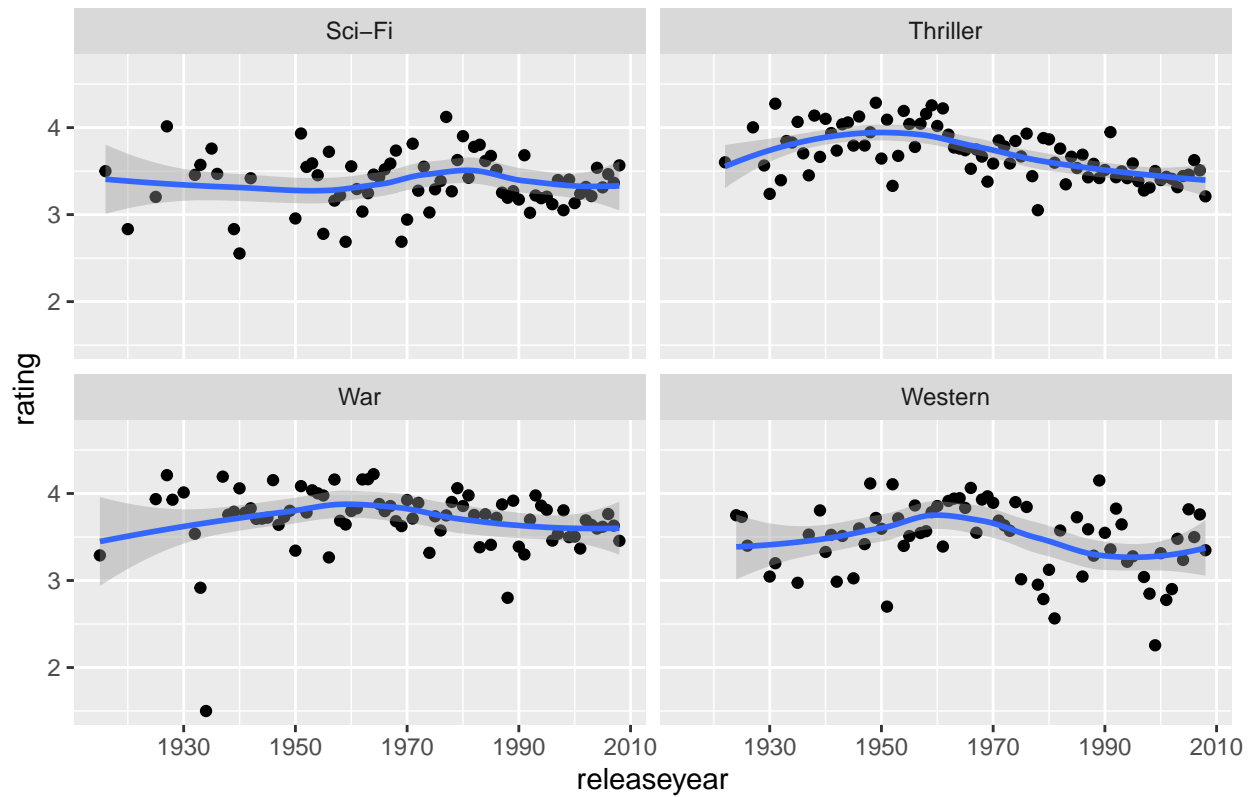 Sci−Fi
Thriller
4
3
2
War
Western
4
3
2
rating
1930 1950 1970 1990 2010
1930 1950 1970 1990 2010
releaseyear